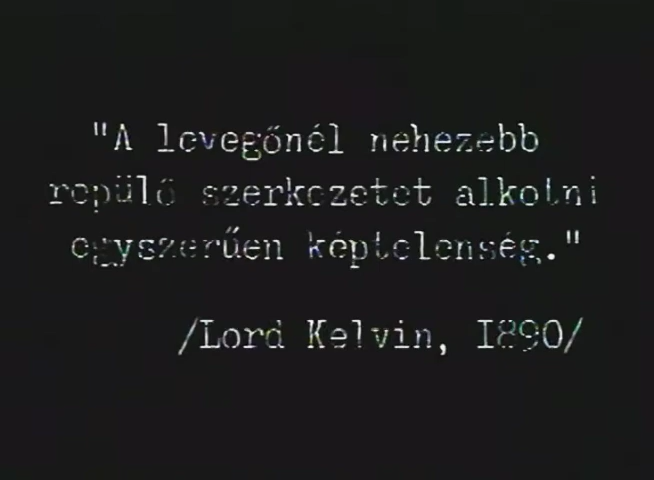 "A levegőnél nehezebb
repülő szerkezetet alkotni
egyszerűen képtelenség."
/Lord Kelvin, 1890/